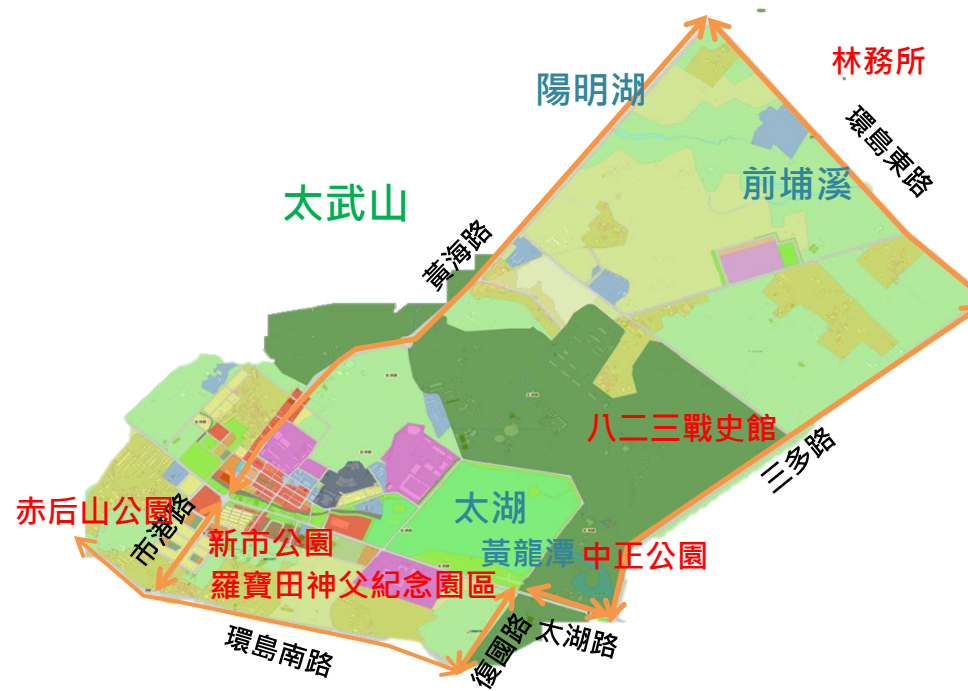 林務所
陽明湖
環島東路
前埔溪
太武山
黃海路
八二三戰史館
三多路
太湖
赤后山公園
市港路
新市公園
黃龍潭
中正公園
羅寶田神父紀念園區
復國路
太湖路
環島南路